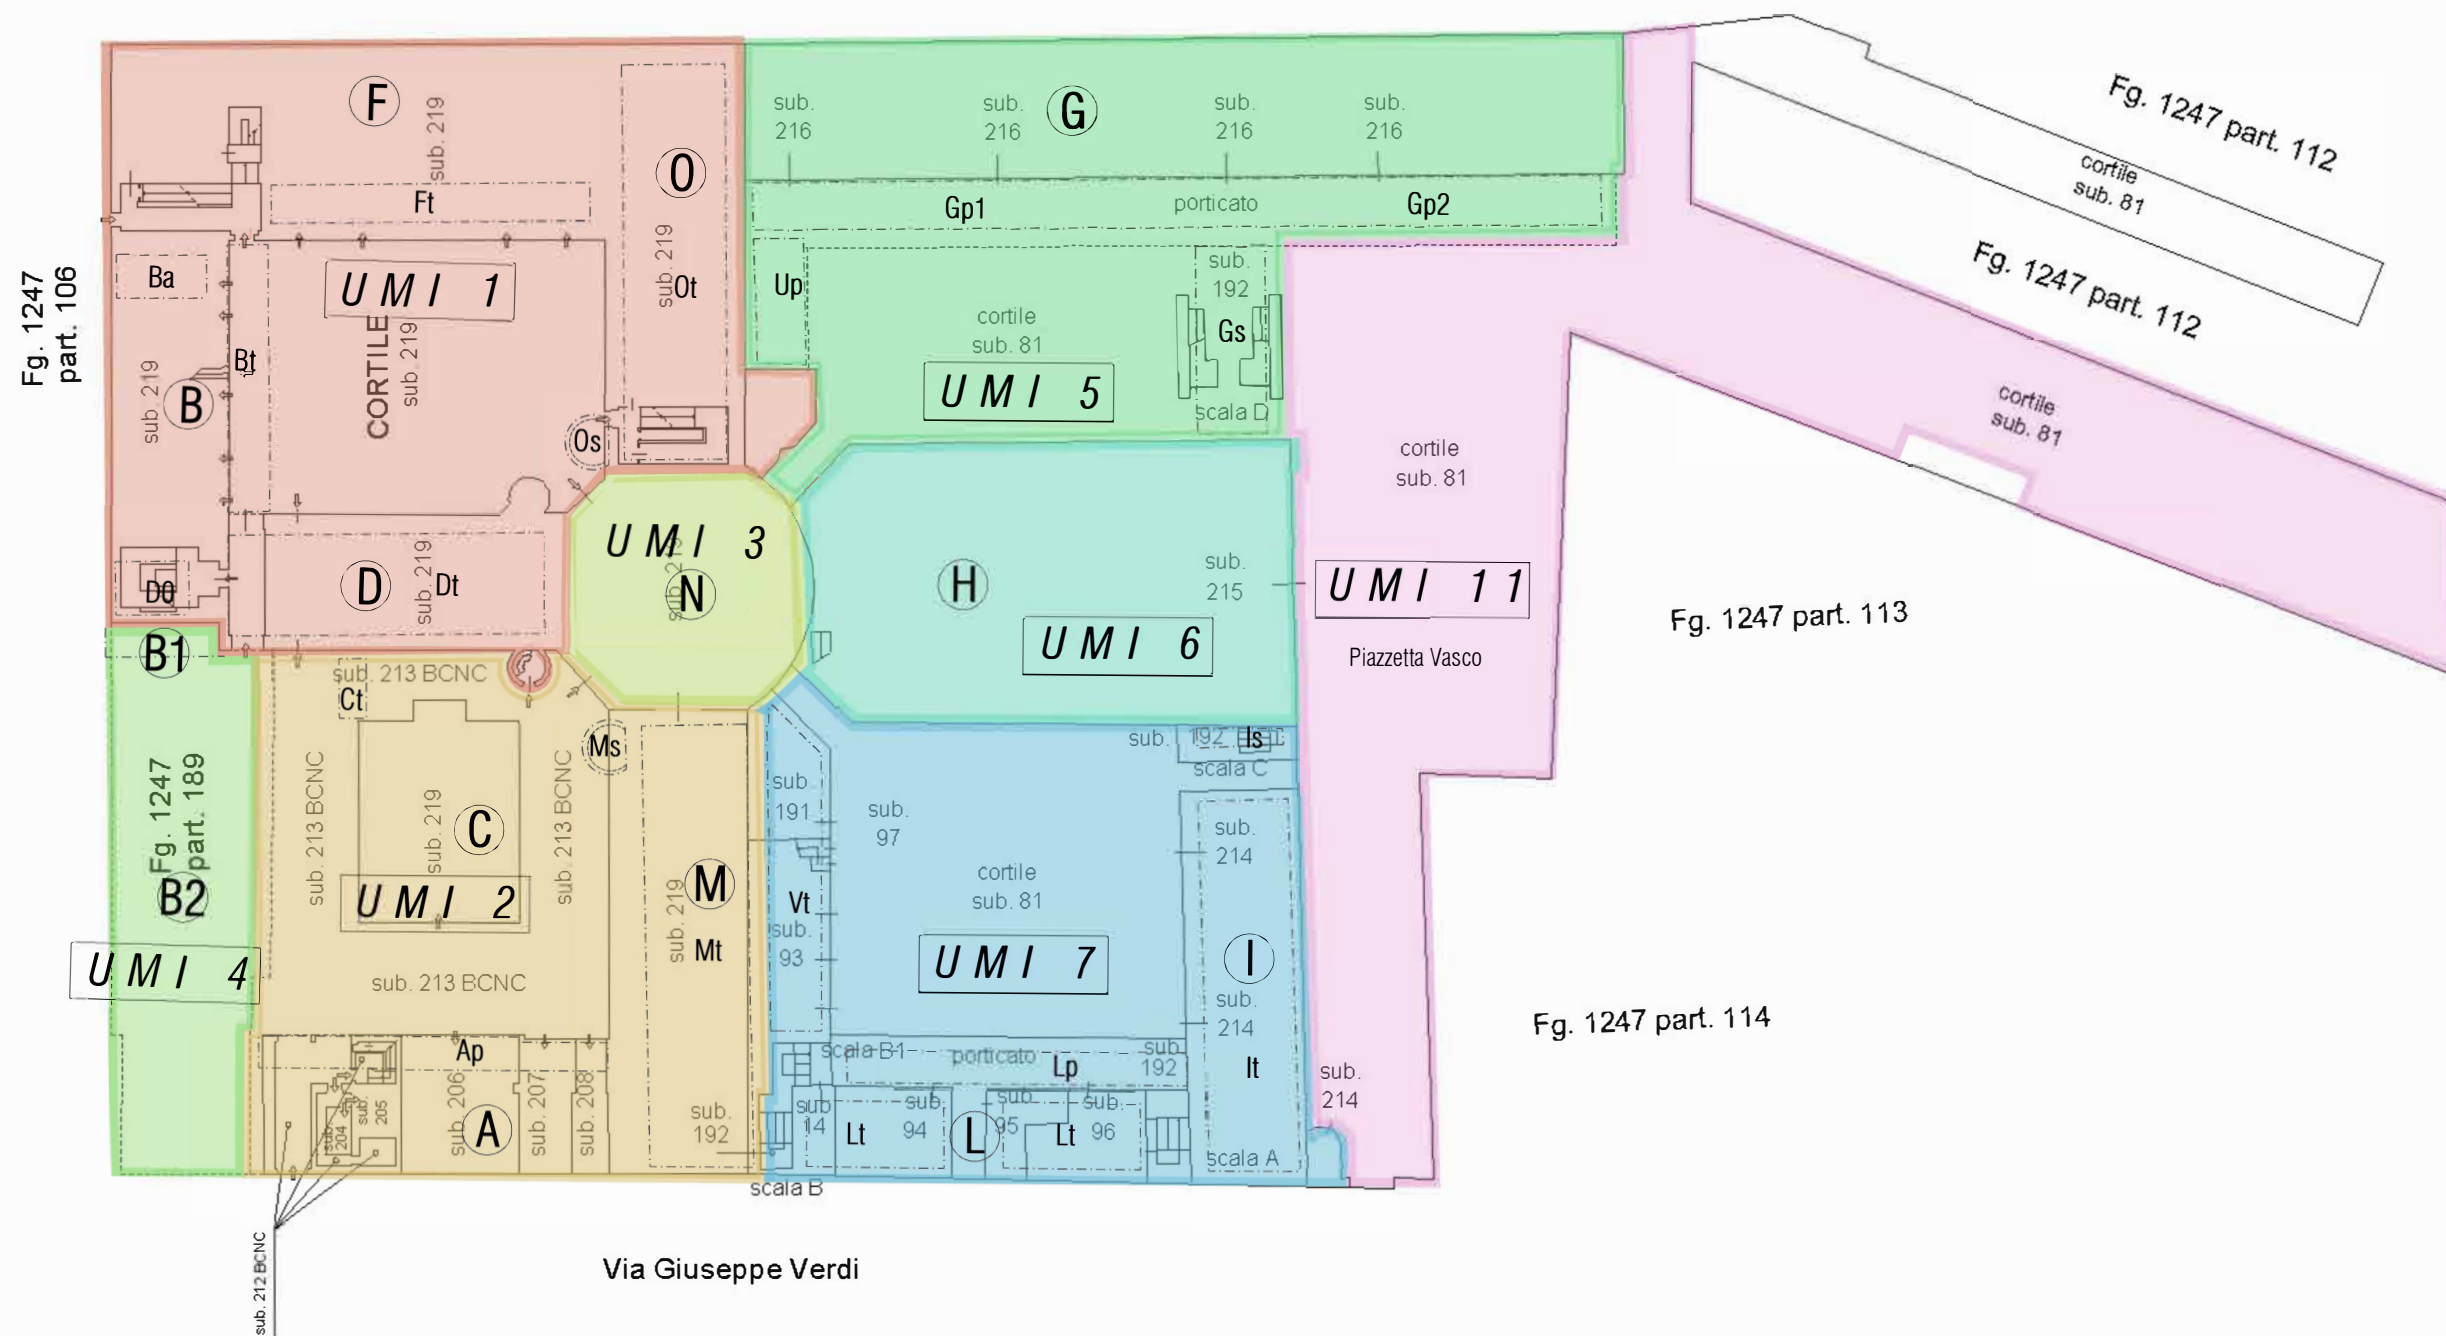 Fg. 1247
part. 106
F
sub. 219
Ft
O
sub. 219
Ot
Ba
UMI 1
CORTILE
sub. 219
Bt
B
sub. 219
Os
D0
D
sub. 219
Dt
sub.
216
sub.
216
G
sub.
216
sub.
216
Gp1
porticato
Gp2
Up
cortile
sub. 81
UMI 5
sub.
192
Gs
scala D
Fg. 1247 part. 112
cortile
sub. 81
Fg. 1247 part. 112
cortile
sub. 81
cortile
sub. 81
UMI 3
sub. 219
N
H
sub.
215
UMI 6
UMI 11
Piazzetta Vasco
Fg. 1247 part. 113
B1
Fg. 1247
part. 189
B2
UMI 4
sub. 213 BCNC
Ct
Ms
sub. 213 BCNC
sub. 219
C
sub. 213 BCNC
UMI 2
sub. 213 BCNC
M
sub. 219
Mt
Ap
sub.
204
sub.
205
sub. 206
A
sub. 207
sub. 208
sub.
192
sub.
191
sub.
97
Vt
sub.
93
cortile
sub. 81
UMI 7
sub. 192
Is
scala C
sub.
214
I
sub.
214
It
scala A
scala B1
porticato
Lp
sub.
192
sub
14
Lt
sub.
94
L
sub.
95
Lt
sub.
96
sub.
214
Fg. 1247 part. 114
scala B
sub. 212 BCNC
Via Giuseppe Verdi